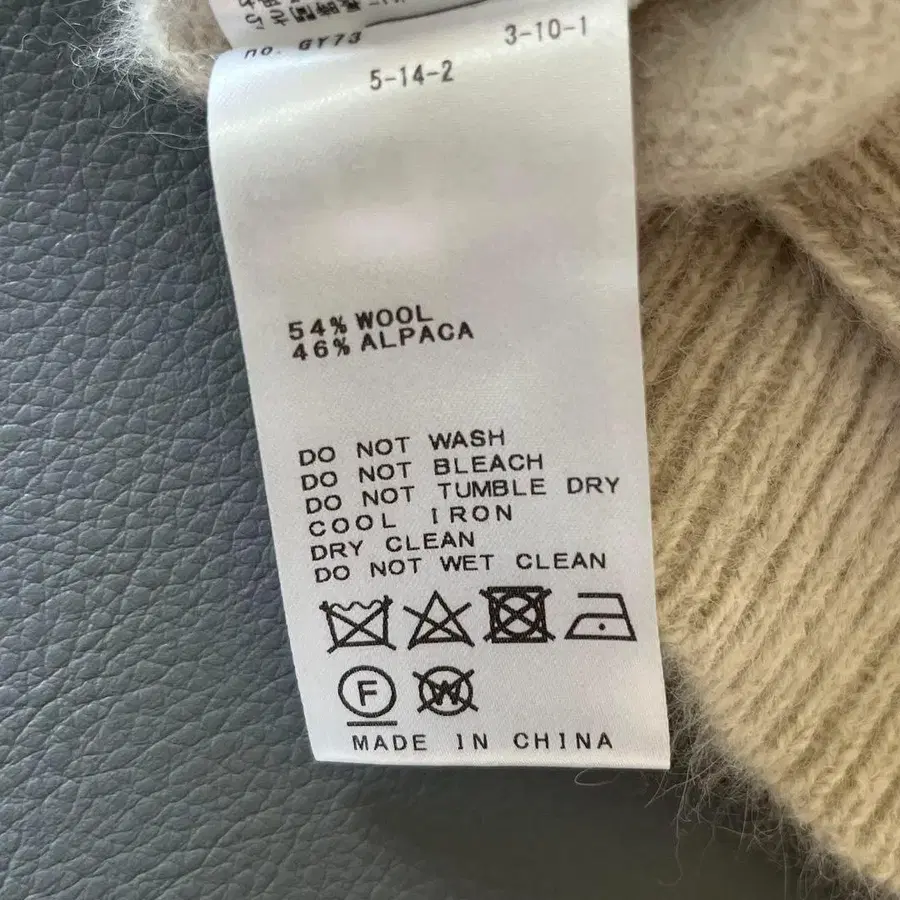 no. GY73
3-10-1
5-14-2
54% WOOL
46% ALPACA
DO NOT WASH
DO NOT BLEACH
DO NOT TUMBLE DRY
COOL IRON
DRY CLEAN
DO NOT WET CLEAN
F W
MADE IN CHINA